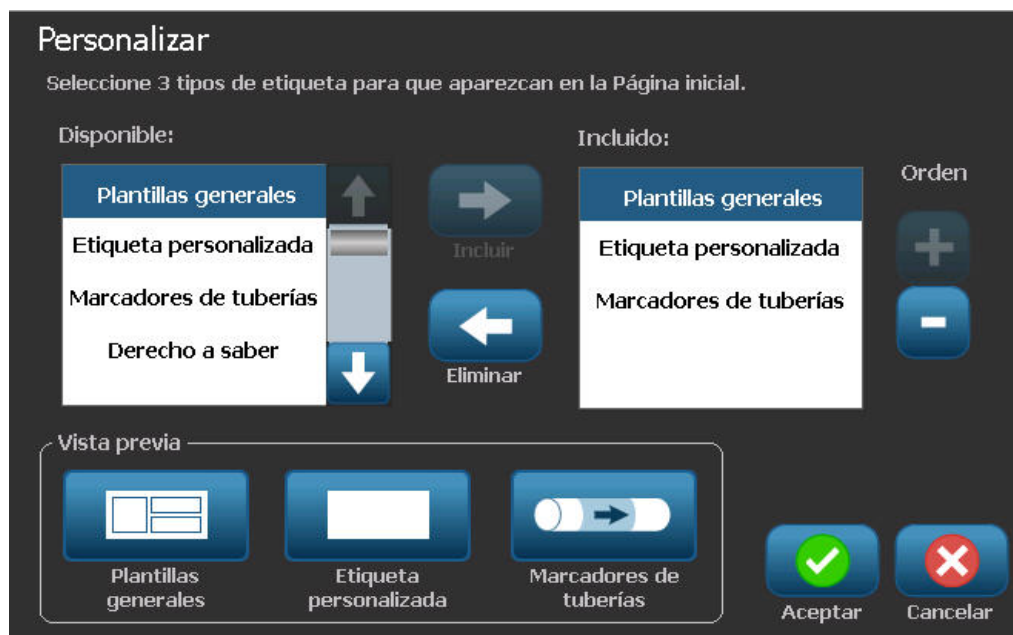 Personalizar
Seleccione 3 tipos de etiqueta para que aparezcan en la Página inicial.
Disponible:
Plantillas generales
Etiqueta personalizada
Marcadores de tuberías
Derecho a saber
Incluir
Eliminar
Incluido:
Plantillas generales
Etiqueta personalizada
Marcadores de tuberías
Orden
Vista previa
Plantillas
generales
Etiqueta
personalizada
Marcadores de
tuberías
Aceptar
Cancelar